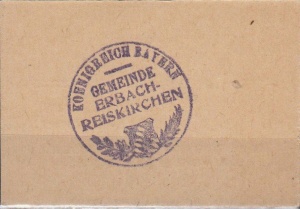 KOENIGREICH BAYERN
GEMEINDE
ERBACH-
REISKIRCHEN